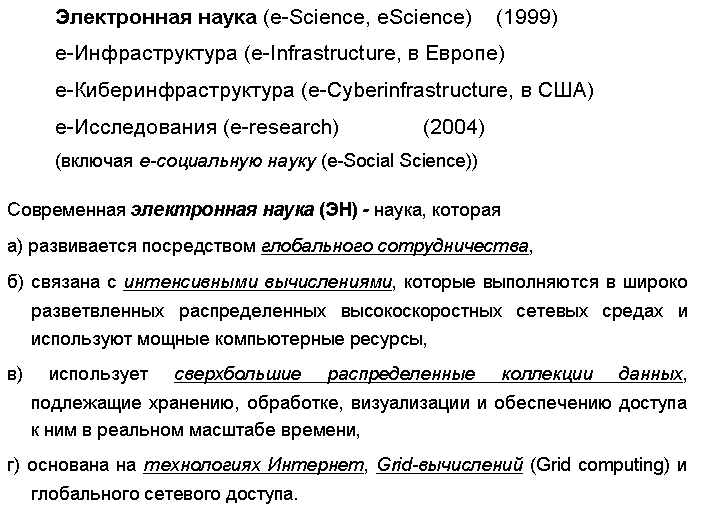 Электронная наука (e-Science, eScience) (1999)
е-Инфраструктура (e-Infrastructure, в Европе)
е-Киберинфраструктура (e-Cyberinfrastructure, в США)
е-Исследования (e-research) (2004)
(включая е-социальную науку (e-Social Science))
Современная электронная наука (ЭН) - наука, которая
а) развивается посредством глобального сотрудничества,
б) связана с интенсивными вычислениями, которые выполняются в широко
разветвленных распределенных высокоскоростных сетевых средах и
используют мощные компьютерные ресурсы,
в) использует сверхбольшие распределенные коллекции данных,
подлежащие хранению, обработке, визуализации и обеспечению доступа
к ним в реальном масштабе времени,
г) основана на технологиях Интернет, Grid-вычислений (Grid computing) и
глобального сетевого доступа.